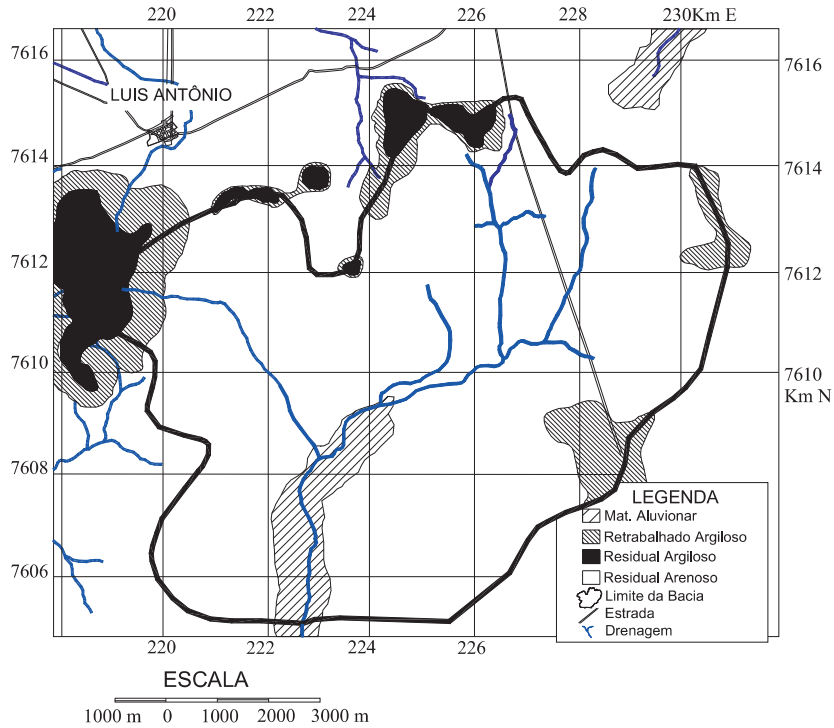 220 222 224 226 228 230Km E
7616 7616
LUIS ANTÔNIO
7614 7614
7612 7612
7610 7610
Km N
7608
LEGENDA
Mat. Aluvionar
Retrabalhado Argiloso
Residual Argiloso
Residual Arenoso
Limite da Bacia
Estrada
Drenagem
7606
220 222 224 226
ESCALA
1000 m 0 1000 2000 3000 m